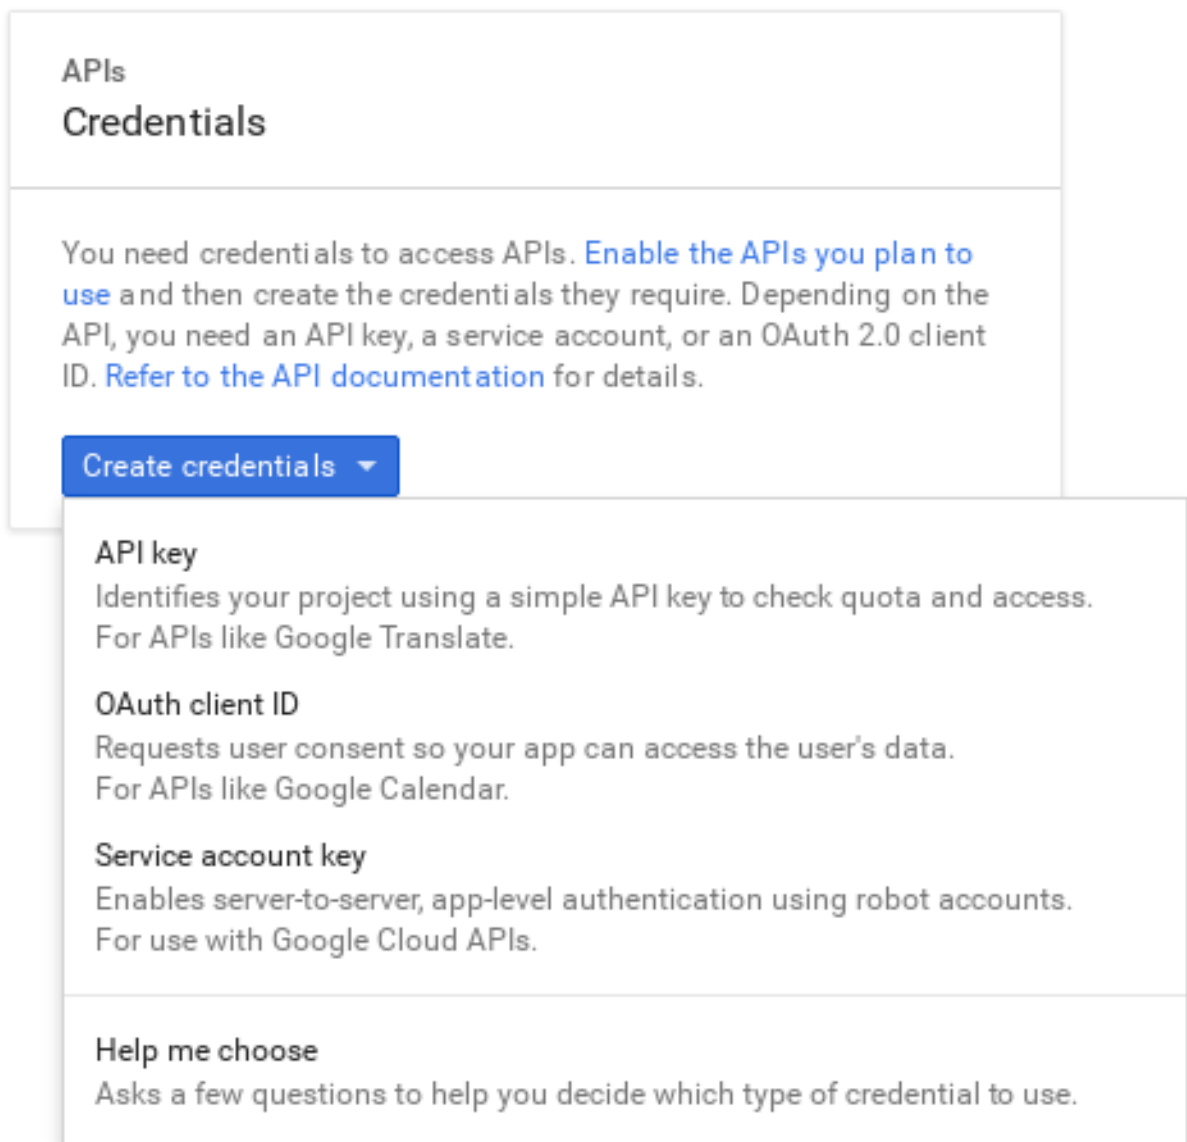 APIs
Credentials
You need credentials to access APIs. Enable the APIs you plan to
use and then create the credentials they require. Depending on the
API, you need an API key, a service account, or an OAuth 2.0 client
ID. Refer to the API documentation for details.
Create credentials
API key
Identifies your project using a simple API key to check quota and access.
For APIs like Google Translate.
OAuth client ID
Requests user consent so your app can access the user's data.
For APIs like Google Calendar.
Service account key
Enables server-to-server, app-level authentication using robot accounts.
For use with Google Cloud APIs.
Help me choose
Asks a few questions to help you decide which type of credential to use.